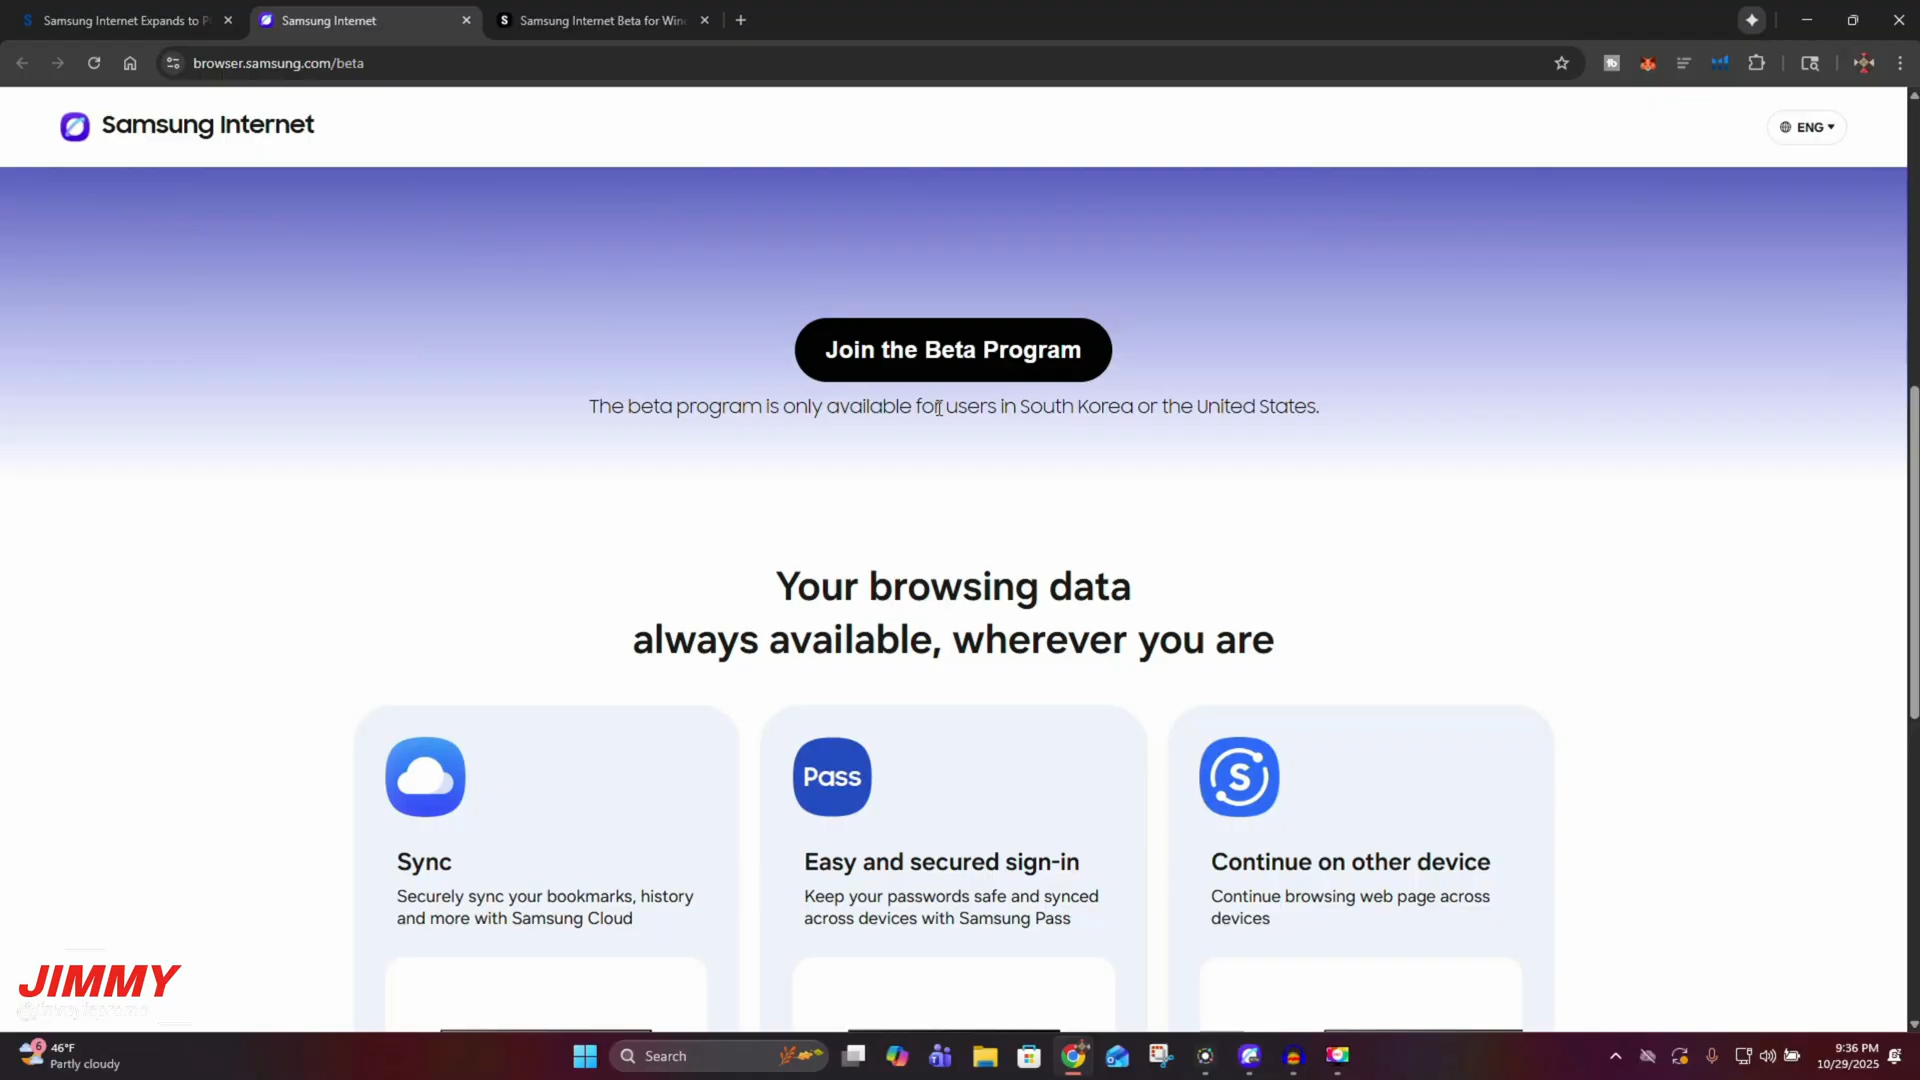 Samsung Internet Expands to P
Samsung Internet
Samsung Internet Beta for Win
browser.samsung.com/beta
Samsung Internet
ENG
Join the Beta Program
The beta program is only available for users in South Korea or the United States.
Your browsing data
always available, wherever you are
Pass
S
Sync
Securely sync your bookmarks, history
and more with Samsung Cloud
Easy and secured sign-in
Keep your passwords safe and synced
across devices with Samsung Pass
Continue on other device
Continue browsing web page across
devices
JIMMY
6
46°F
Partly cloudy
Search
9:36 PM
10/29/2025